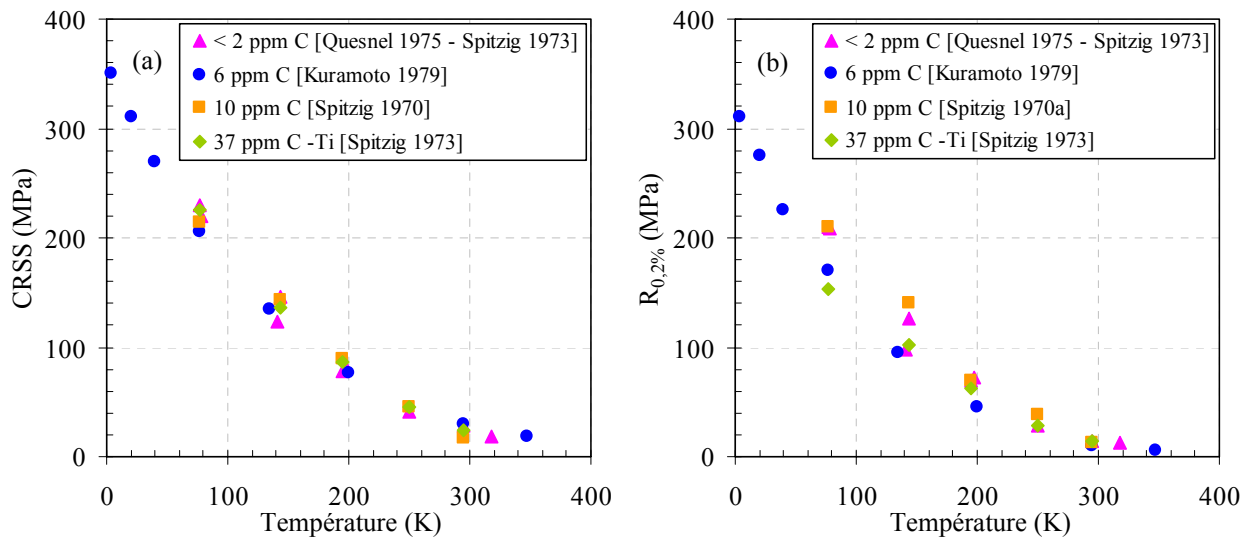 (a)
▲ < 2 ppm C [Quesnel 1975 - Spitzig 1973]
● 6 ppm C [Kuramoto 1979]
■ 10 ppm C [Spitzig 1970]
◆ 37 ppm C -Ti [Spitzig 1973]
CRSS (MPa)
400
300
200
100
0
0 100 200 300 400
Température (K)
(b)
▲ < 2 ppm C [Quesnel 1975 - Spitzig 1973]
● 6 ppm C [Kuramoto 1979]
■ 10 ppm C [Spitzig 1970a]
◆ 37 ppm C -Ti [Spitzig 1973]
R0,2% (MPa)
400
300
200
100
0
0 100 200 300 400
Température (K)